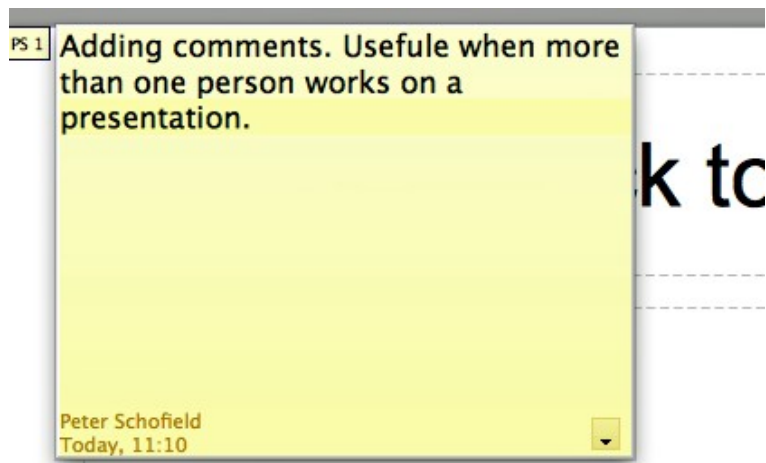 PS 1
Adding comments. Usefule when more
than one person works on a
presentation.
k to
Peter Schofield
Today, 11:10